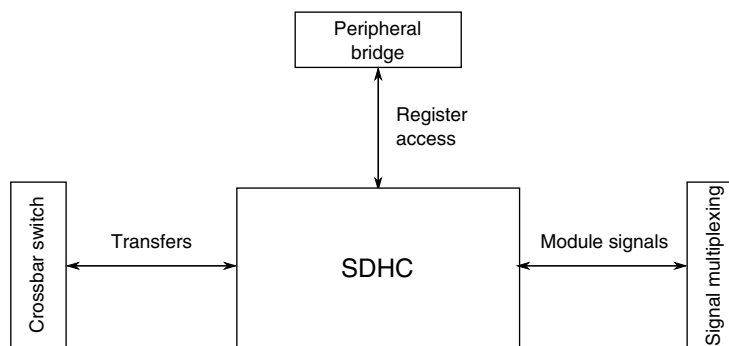 Peripheral
bridge
Register
access
Crossbar switch
Transfers
SDHC
Module signals
Signal multiplexing